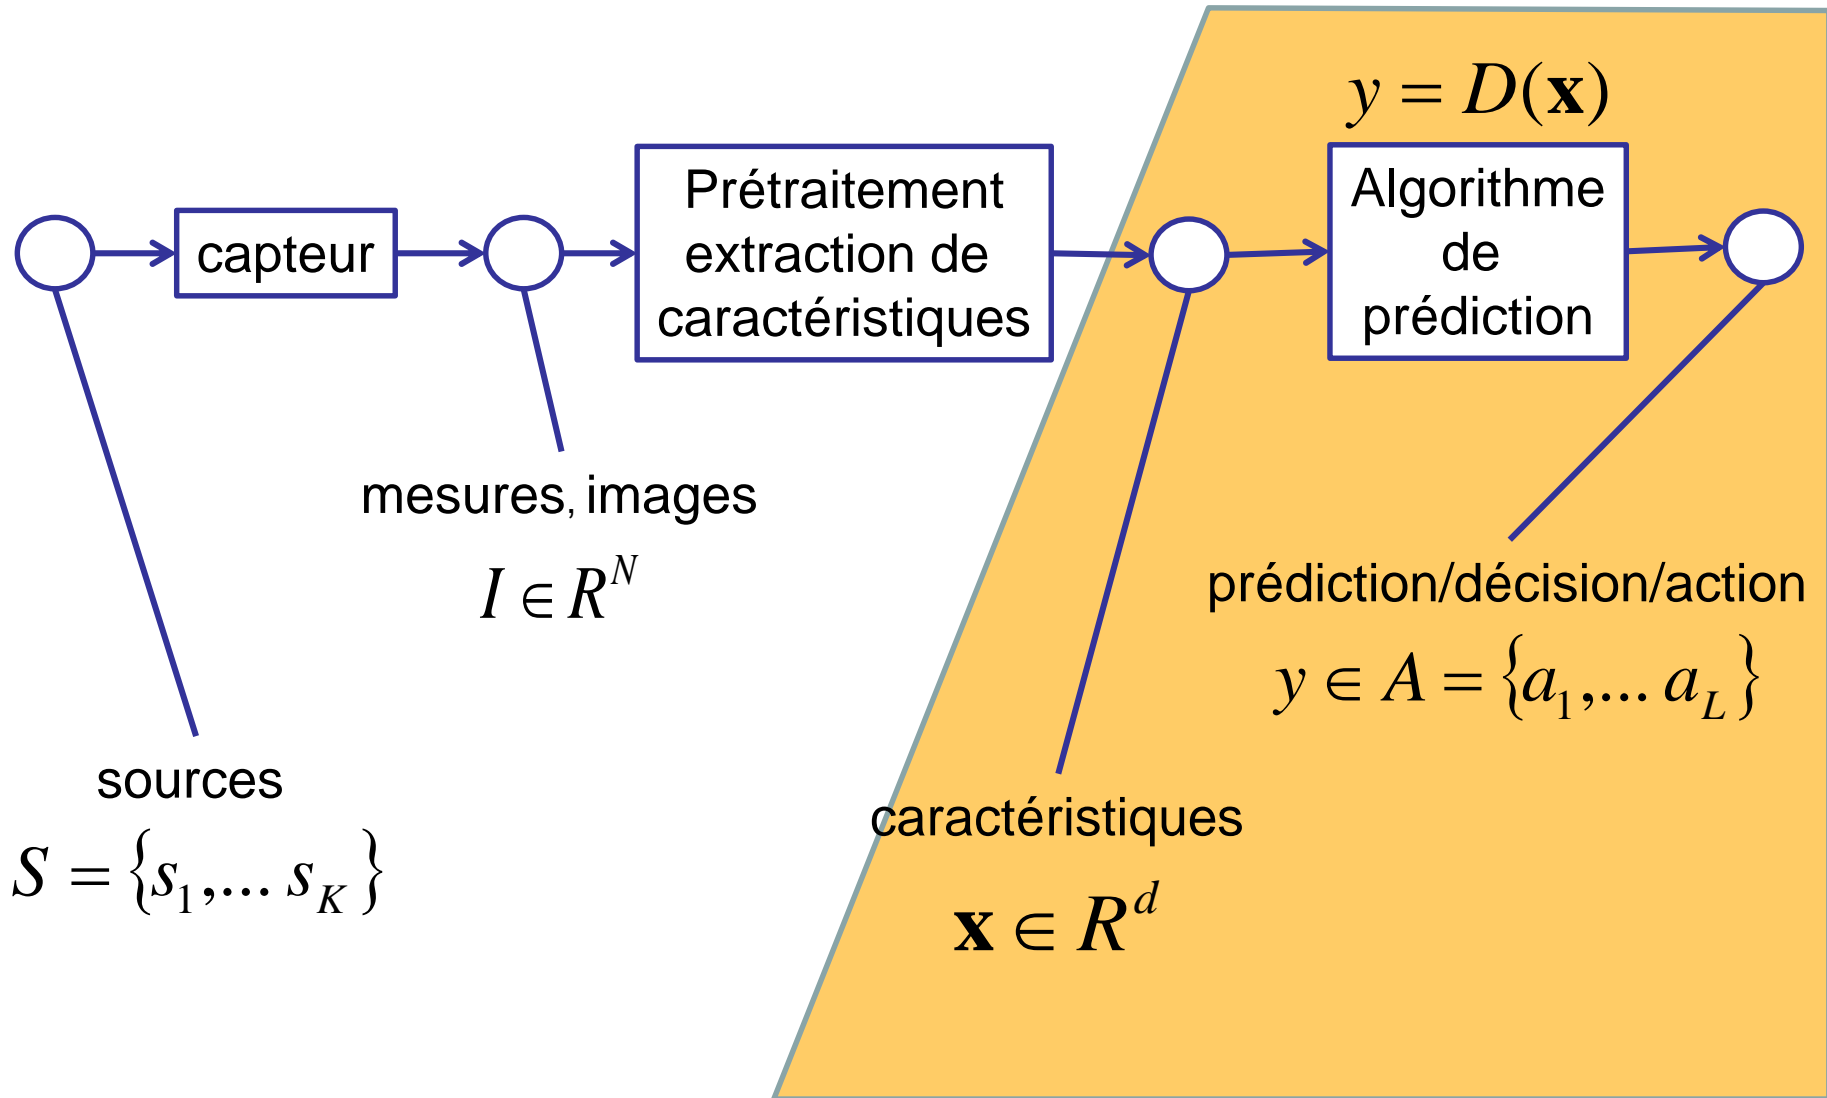 y = D(x)
capteur
Prétraitement
extraction de
caractéristiques
Algorithme
de
prédiction
mesures, images
I ∈ R^N
prédiction/décision/action
y ∈ A = {a_1,... a_L}
sources
S = {s_1,... s_K}
caractéristiques
x ∈ R^d